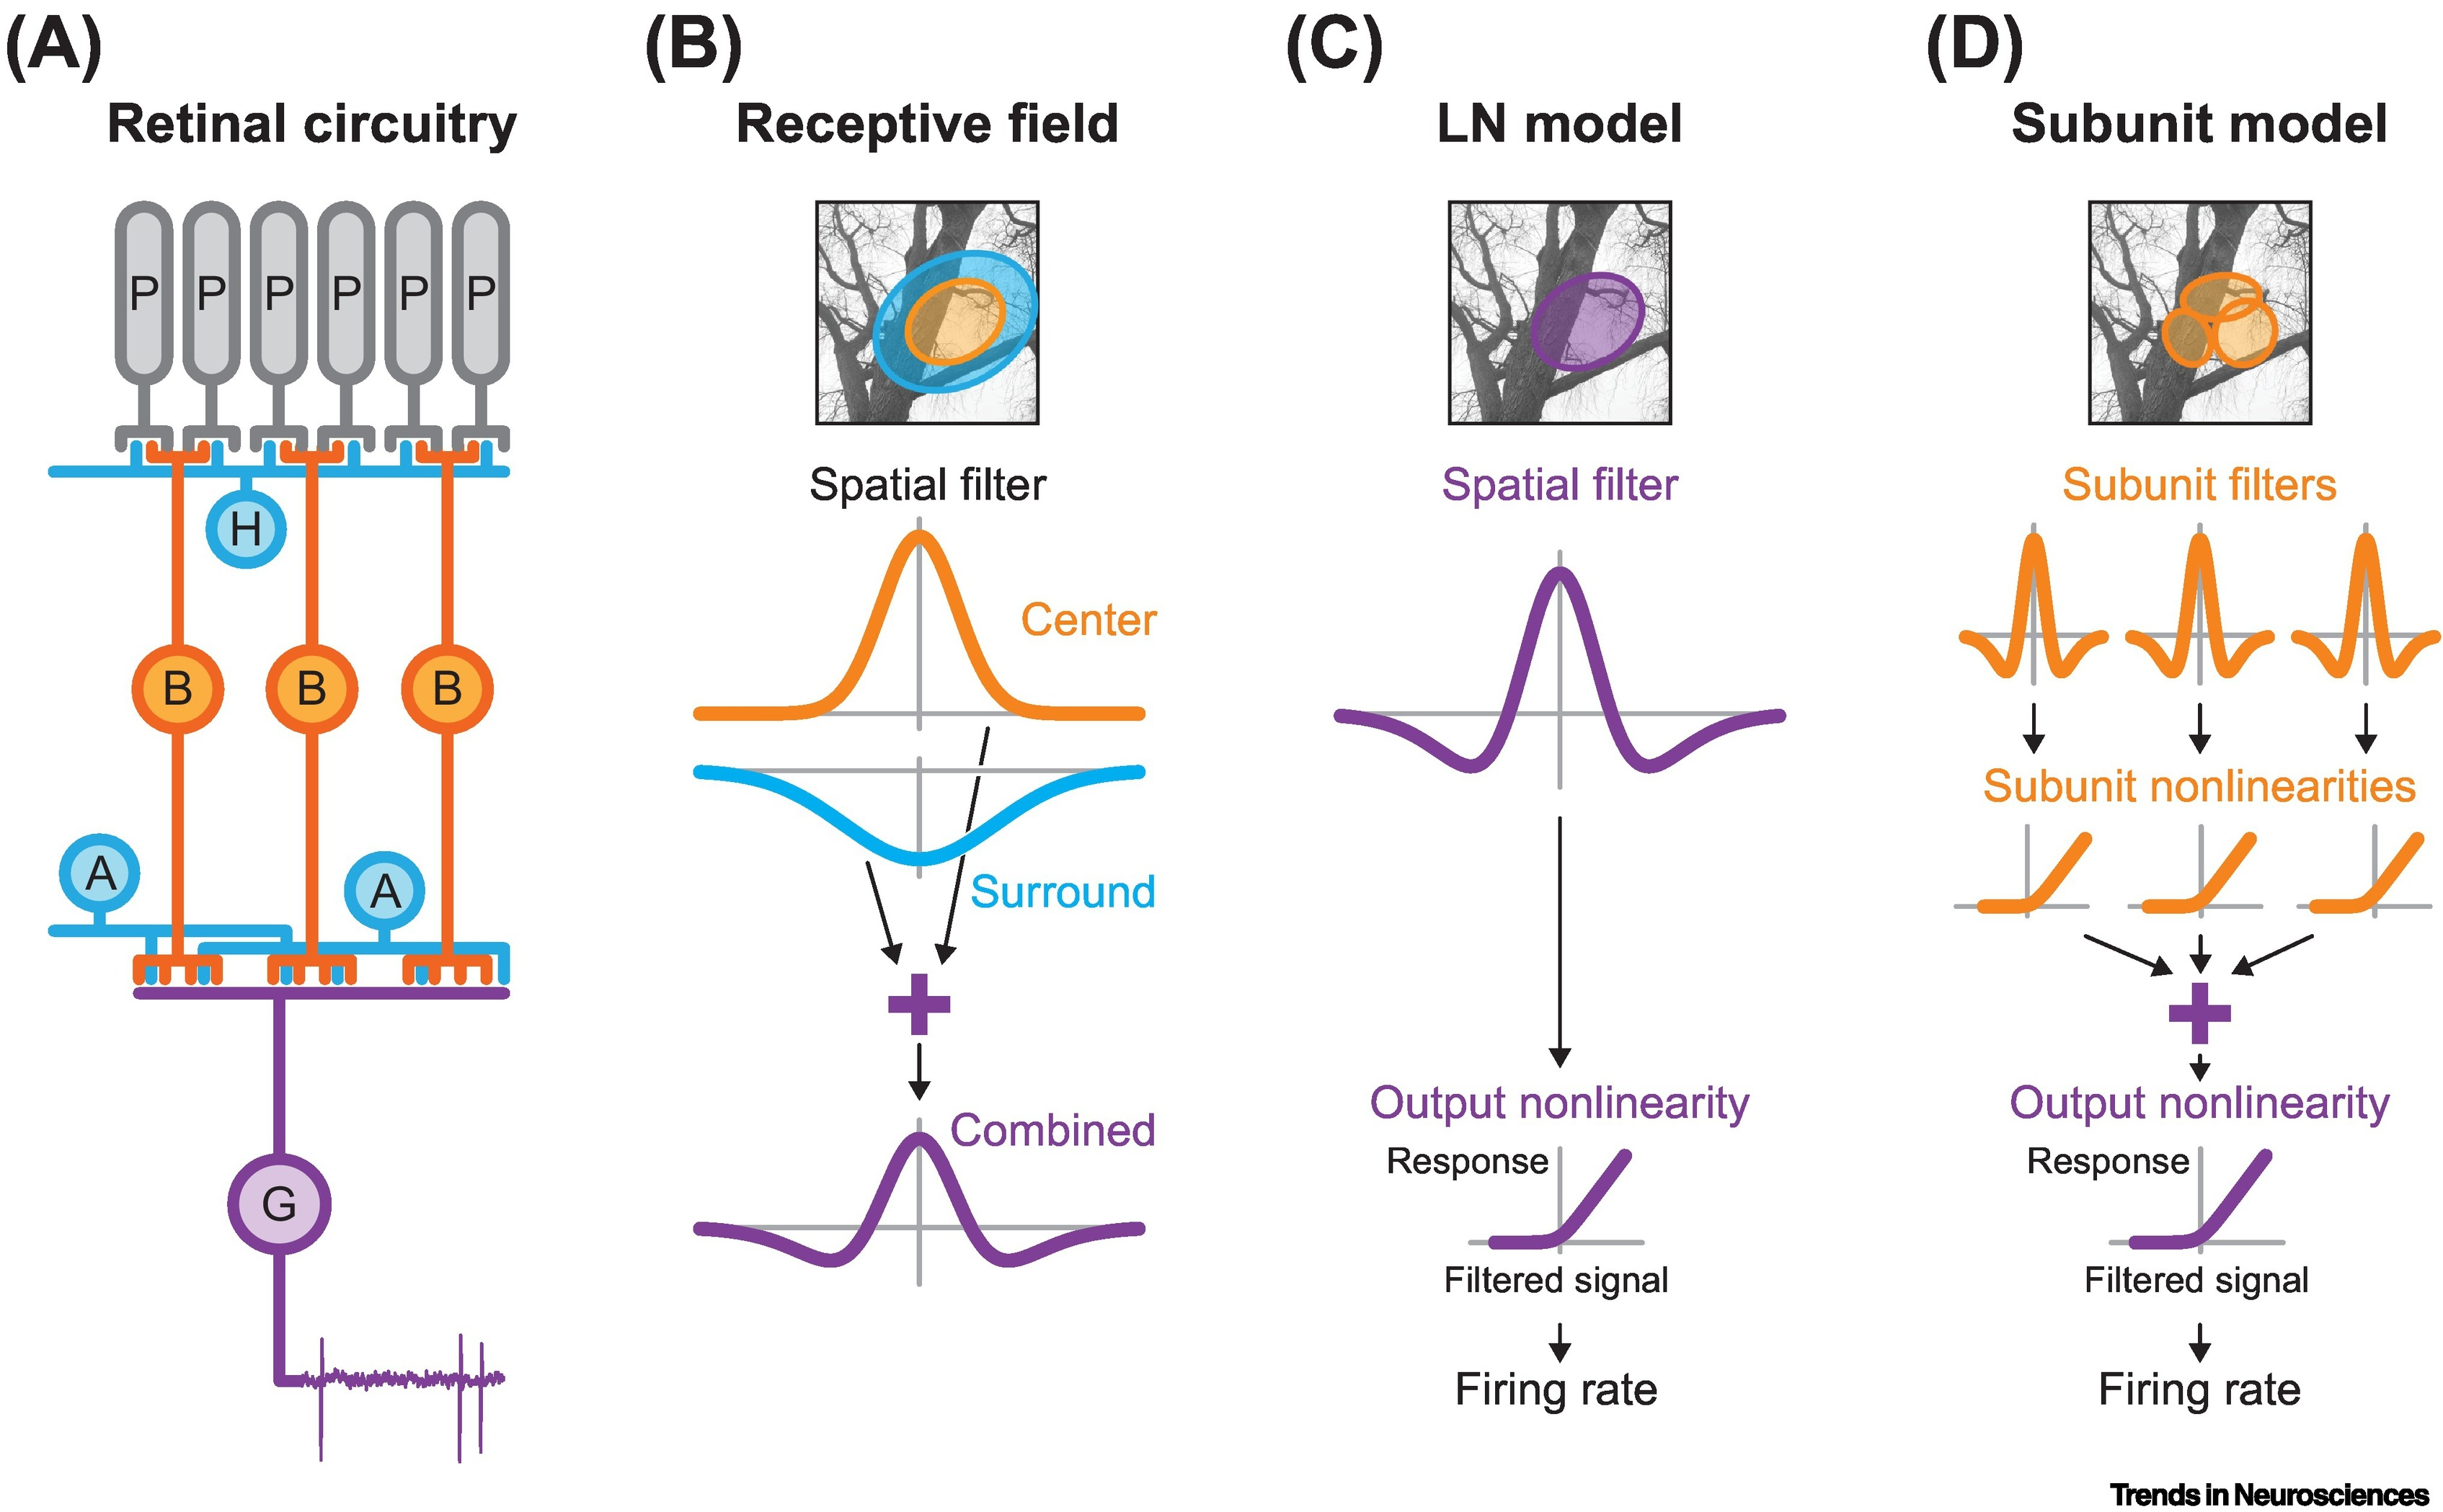 (A)
Retinal circuitry
P P P P P P
H
B B B
A
A
G
(B)
Receptive field
Spatial filter
Center
Surround
Combined
(C)
LN model
Spatial filter
Output nonlinearity
Response
Filtered signal
Firing rate
(D)
Subunit model
Subunit filters
Subunit nonlinearities
Output nonlinearity
Response
Filtered signal
Firing rate
Trends in Neurosciences